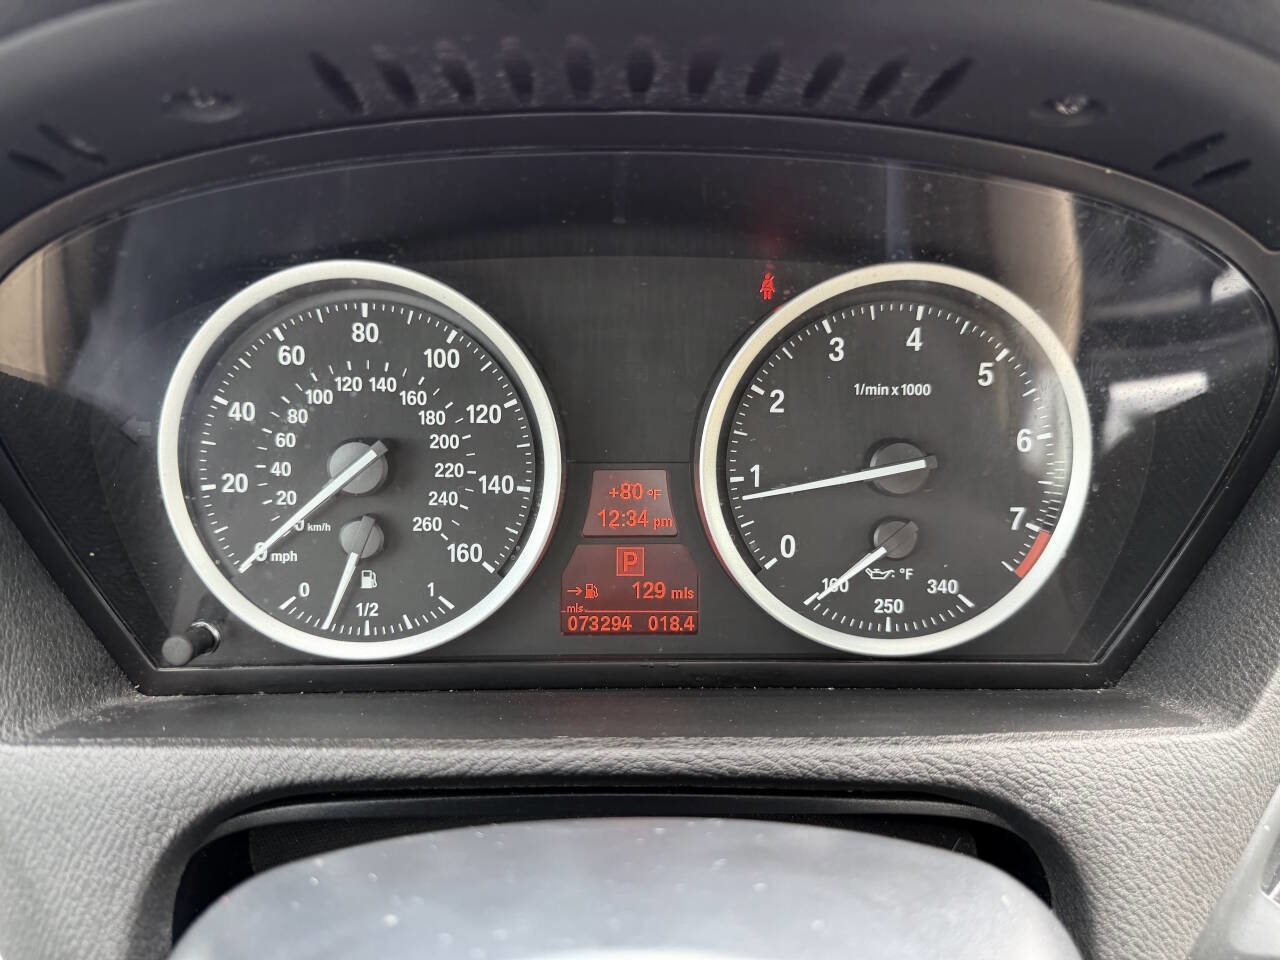 0 20 40 60 80 100 120 140 160
mph
20 40 60 80 100 120 140 160 180 200 220 240 260
km/h
0 1/2 1
+80 °F
12:34 pm
P
→ 129 mls
mls
073294 018.4
0 1 2 3 4 5 6 7
1/min x 1000
°F
160 250 340